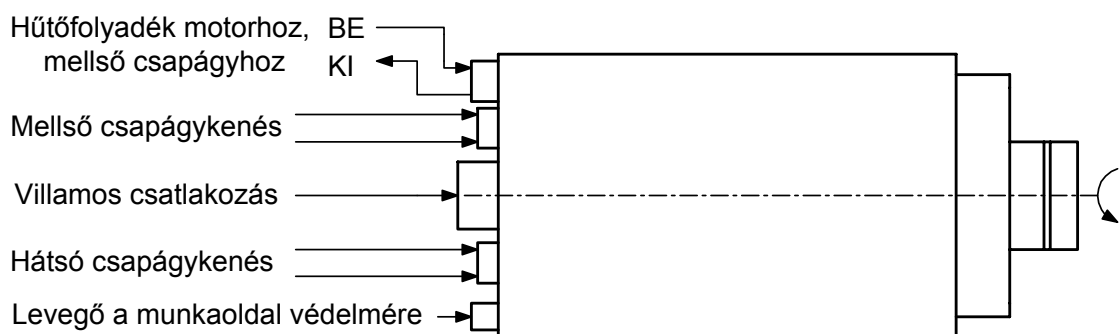 Hűtőfolyadék motorhoz, BE
mellső csapágyhoz KI
Mellső csapágykenés
Villamos csatlakozás
Hátsó csapágykenés
Levegő a munkaoldal védelmére